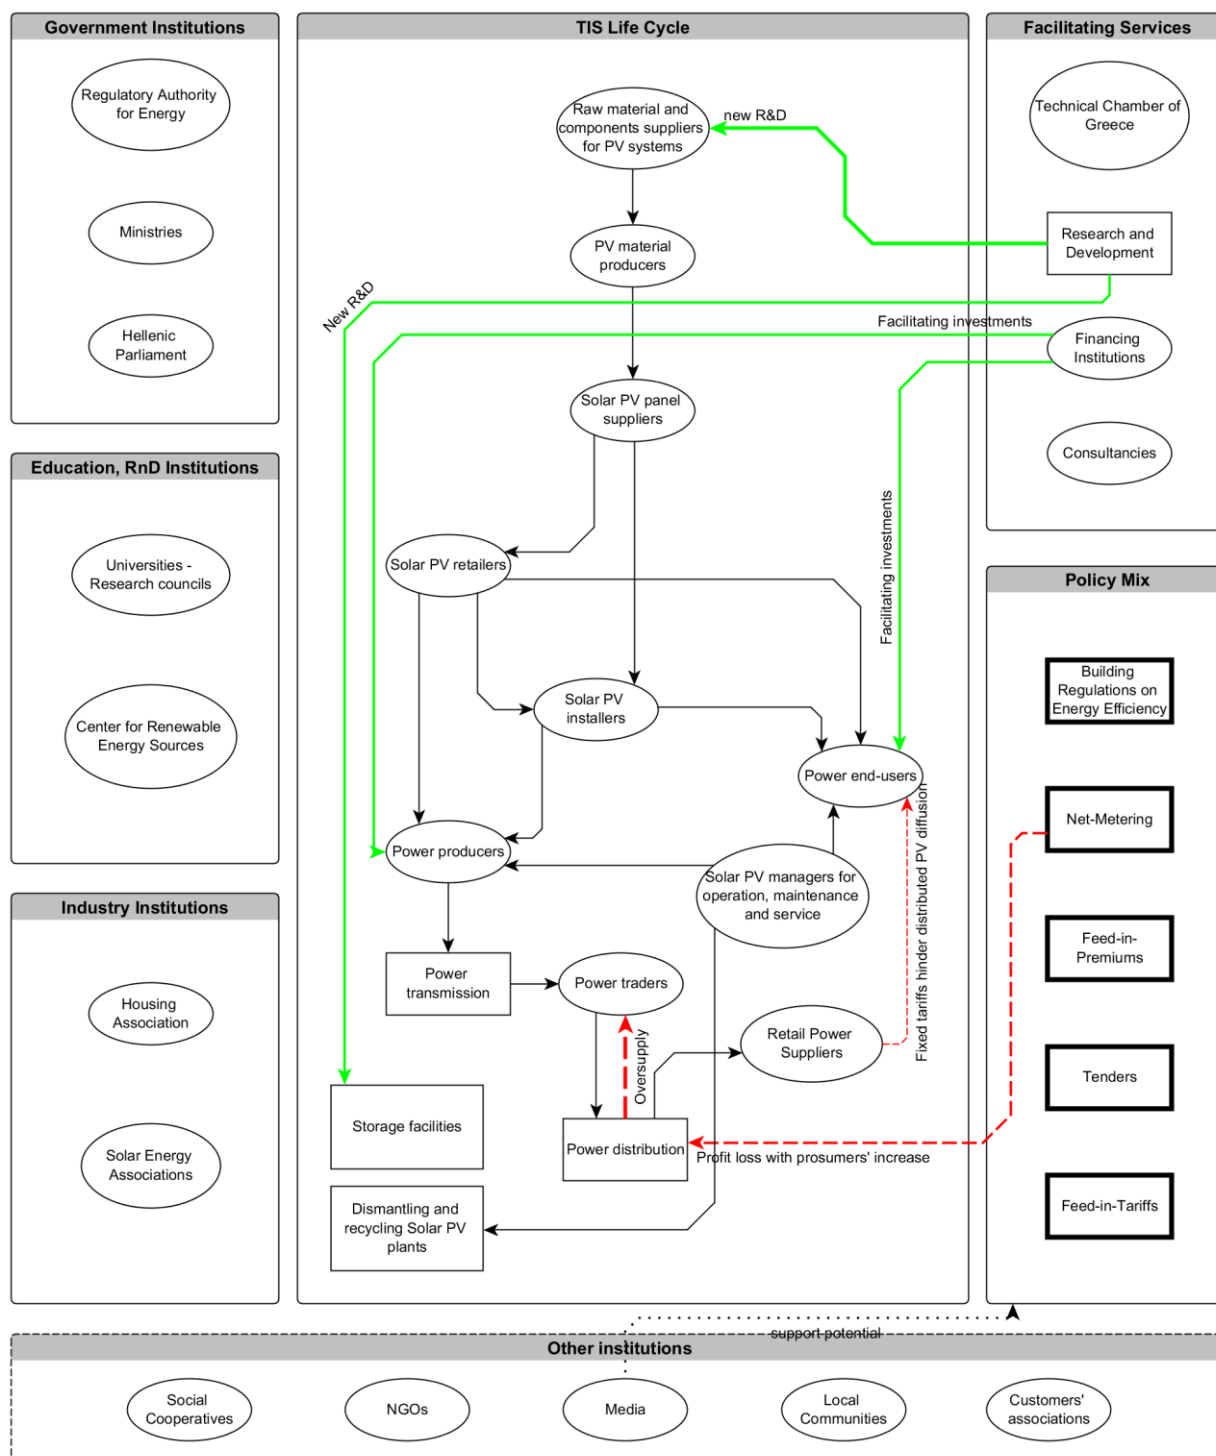 Government Institutions
Regulatory Authority
for Energy
Ministries
Hellenic
Parliament
Education, RnD Institutions
Universities -
Research councils
Center for Renewable
Energy Sources
Industry Institutions
Housing
Association
Solar Energy
Associations
TIS Life Cycle
Raw material and
components suppliers
for PV systems
new R&D
PV material
producers
New R&D
Facilitating investments
Solar PV panel
suppliers
Facilitating investments
Solar PV retailers
Solar PV
installers
Power end-users
Power producers
Solar PV managers for
operation, maintenance
and service
Fixed tariffs hinder distributed PV diffusion
Power
transmission
Power traders
Oversupply
Retail Power
Suppliers
Storage facilities
Power distribution
Profit loss with prosumers' increase
Dismantling and
recycling Solar PV
plants
Facilitating Services
Technical Chamber of
Greece
Research and
Development
Financing
Institutions
Consultancies
Policy Mix
Building
Regulations on
Energy Efficiency
Net-Metering
Feed-in-
Premiums
Tenders
Feed-in-Tariffs
support potential
Other institutions
Social
Cooperatives
NGOs
Media
Local
Communities
Customers'
associations